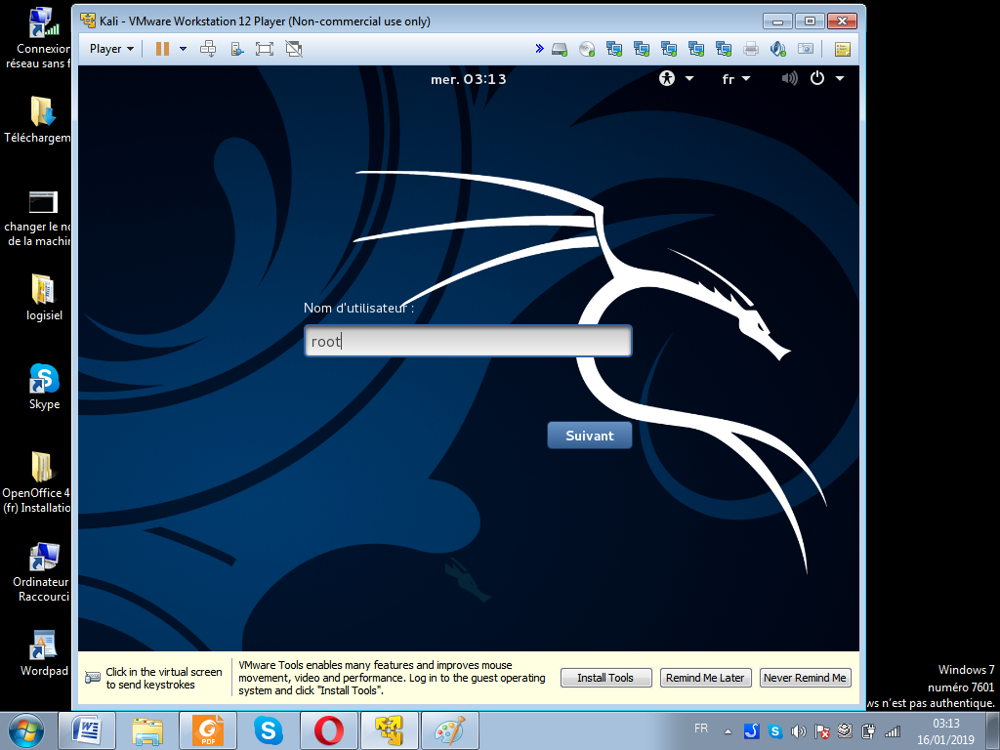 Kali - VMware Workstation 12 Player (Non-commercial use only)
Player
mer. 03:13
fr
Nom d'utilisateur :
root
Suivant
Click in the virtual screen
to send keystrokes
VMware Tools enables many features and improves mouse
movement, video and performance. Log in to the guest operating
system and click "Install Tools".
Install Tools
Remind Me Later
Never Remind Me
Connexion
réseau sans f
Téléchargem
changer le no
de la machin
logisiel
Skype
OpenOffice 4
(fr) Installatio
Ordinateur
Raccourci
Wordpad
Windows 7
numéro 7601
ws n'est pas authentique.
PDF
FR
03:13
16/01/2019